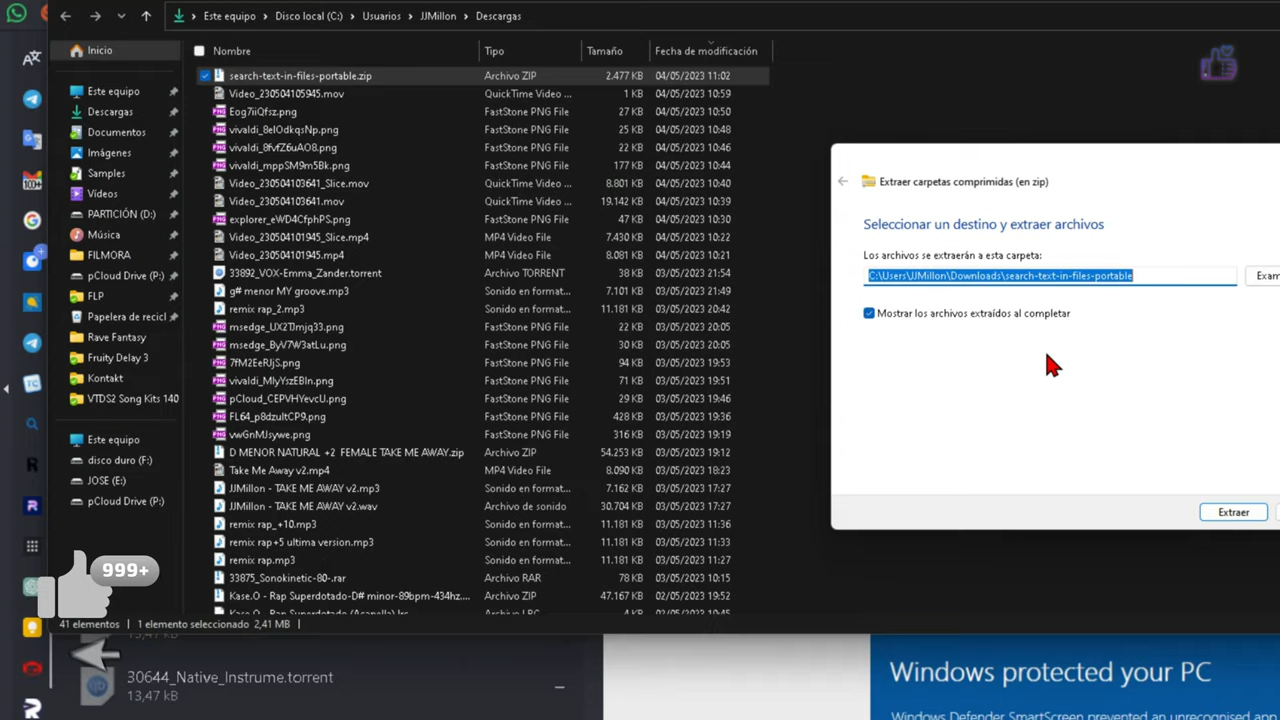 Este equipo > Disco local (C:) > Usuarios > JJMillon > Descargas
Inicio
Este equipo
Descargas
Documentos
Imágenes
Samples
Vídeos
PARTICIÓN (D:)
Música
FILMORA
pCloud Drive (P:)
FLP
Papelera de recicl
Rave Fantasy
Fruity Delay 3
Kontakt
VTDS2 Song Kits 140
Este equipo
disco duro (F:)
JOSE (E:)
pCloud Drive (P:)
Nombre Tipo Tamaño Fecha de modificación
search-text-in-files-portable.zip Archivo ZIP 2.477 KB 04/05/2023 11:02
Video_230504105945.mov QuickTime Video ... 1 KB 04/05/2023 10:59
Eog7iiQfsz.png FastStone PNG File 27 KB 04/05/2023 10:50
vivaldi_8elOdkqsNp.png FastStone PNG File 25 KB 04/05/2023 10:48
vivaldi_8fvfZ6uAO8.png FastStone PNG File 22 KB 04/05/2023 10:46
vivaldi_mppSM9m5Bk.png FastStone PNG File 177 KB 04/05/2023 10:44
Video_230504103641_Slice.mov QuickTime Video ... 8.801 KB 04/05/2023 10:40
Video_230504103641.mov QuickTime Video ... 19.142 KB 04/05/2023 10:39
explorer_eWD4CfphPS.png FastStone PNG File 47 KB 04/05/2023 10:30
Video_230504101945_Slice.mp4 MP4 Video File 7.430 KB 04/05/2023 10:22
Video_230504101945.mp4 MP4 Video File 8.081 KB 04/05/2023 10:21
33892_VOX-Emma_Zander.torrent Archivo TORRENT 38 KB 03/05/2023 21:54
g# menor MY groove.mp3 Sonido en format... 7.101 KB 03/05/2023 21:49
remix rap_2.mp3 Sonido en format... 11.181 KB 03/05/2023 20:42
msedge_UXZTlmjq33.png FastStone PNG File 22 KB 03/05/2023 20:05
msedge_ByV7W3atLu.png FastStone PNG File 30 KB 03/05/2023 20:05
7fM2EeRIjS.png FastStone PNG File 94 KB 03/05/2023 19:53
vivaldi_MlyYszEBIn.png FastStone PNG File 71 KB 03/05/2023 19:51
pCloud_CEPVHYevcU.png FastStone PNG File 29 KB 03/05/2023 19:46
FL64_p8dzultCP9.png FastStone PNG File 428 KB 03/05/2023 19:36
vwGnMJsywe.png FastStone PNG File 316 KB 03/05/2023 19:19
D MENOR NATURAL +2 FEMALE TAKE ME AWAY.zip Archivo ZIP 54.253 KB 03/05/2023 19:12
Take Me Away v2.mp4 MP4 Video File 8.090 KB 03/05/2023 18:23
JJMillon - TAKE ME AWAY v2.mp3 Sonido en format... 7.162 KB 03/05/2023 17:27
JJMillon - TAKE ME AWAY v2.wav Archivo de sonido 30.704 KB 03/05/2023 17:27
remix rap_+10.mp3 Sonido en format... 11.181 KB 03/05/2023 11:36
remix rap+5 ultima version.mp3 Sonido en format... 11.181 KB 03/05/2023 11:33
remix rap.mp3 Sonido en format... 11.181 KB 03/05/2023 11:27
33875_Sonokinetic-80-.rar Archivo RAR 78 KB 03/05/2023 10:15
Kase.O - Rap Superdotado-D# minor-89bpm-434hz.... Archivo ZIP 47.167 KB 02/05/2023 19:52
41 elementos | 1 elemento seleccionado 2,41 MB |
Extraer carpetas comprimidas (en zip)
Seleccionar un destino y extraer archivos
Los archivos se extraerán a esta carpeta:
C:\Users\JJMillon\Downloads\search-text-in-files-portable
Exam
Mostrar los archivos extraídos al completar
Extraer
999+
30644_Native_Instrume.torrent
13,47 kB
Windows protected your PC
Windows Defender SmartScreen prevented an unrecognised app